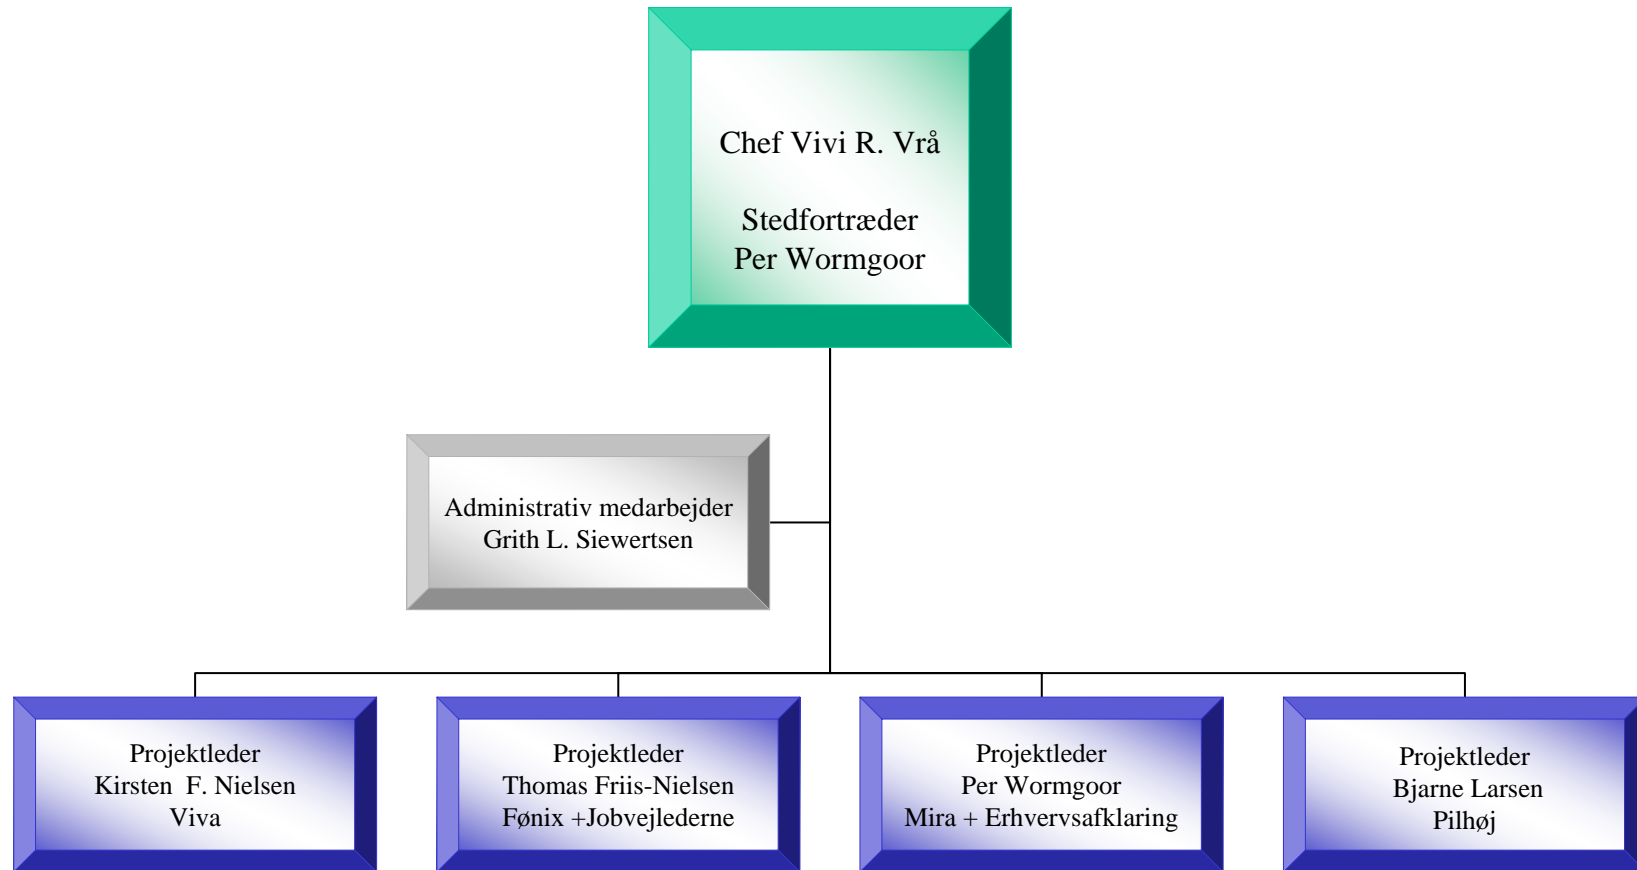 Chef Vivi R. Vrå
Stedfortræder
Per Wormgoor
Administrativ medarbejder
Grith L. Siewertsen
Projektleder
Kirsten  F. Nielsen
Viva
Projektleder
Thomas Friis-Nielsen
Fønix +Jobvejlederne
Projektleder
Per Wormgoor
Mira + Erhvervsafklaring
Projektleder
Bjarne Larsen
Pilhøj